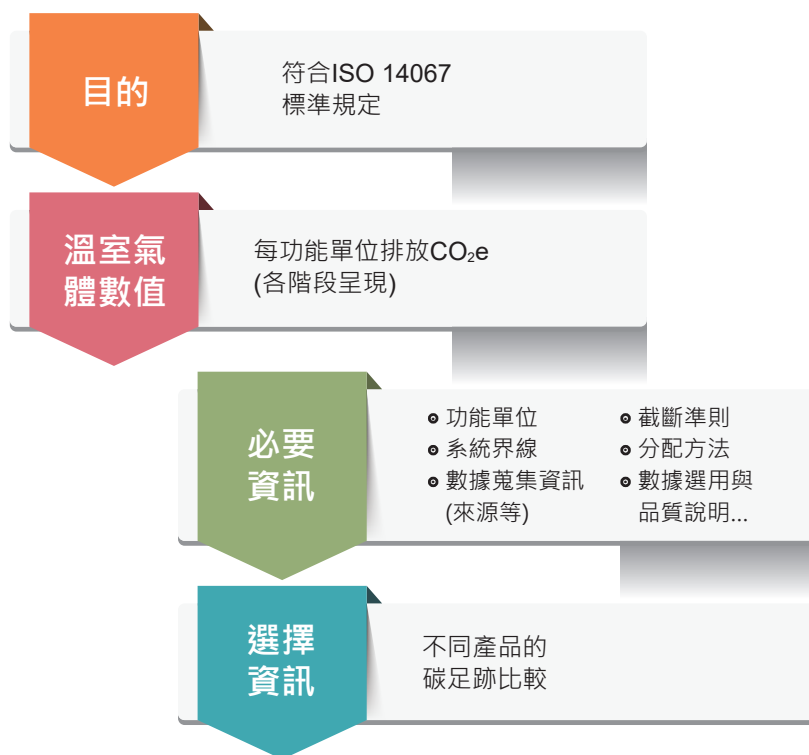 目的
符合ISO 14067
標準規定
溫室氣
體數值
每功能單位排放CO₂e
(各階段呈現)
必要
資訊
功能單位
系統界線
數據蒐集資訊
(來源等)
截斷準則
分配方法
數據選用與
品質說明...
選擇
資訊
不同產品的
碳足跡比較